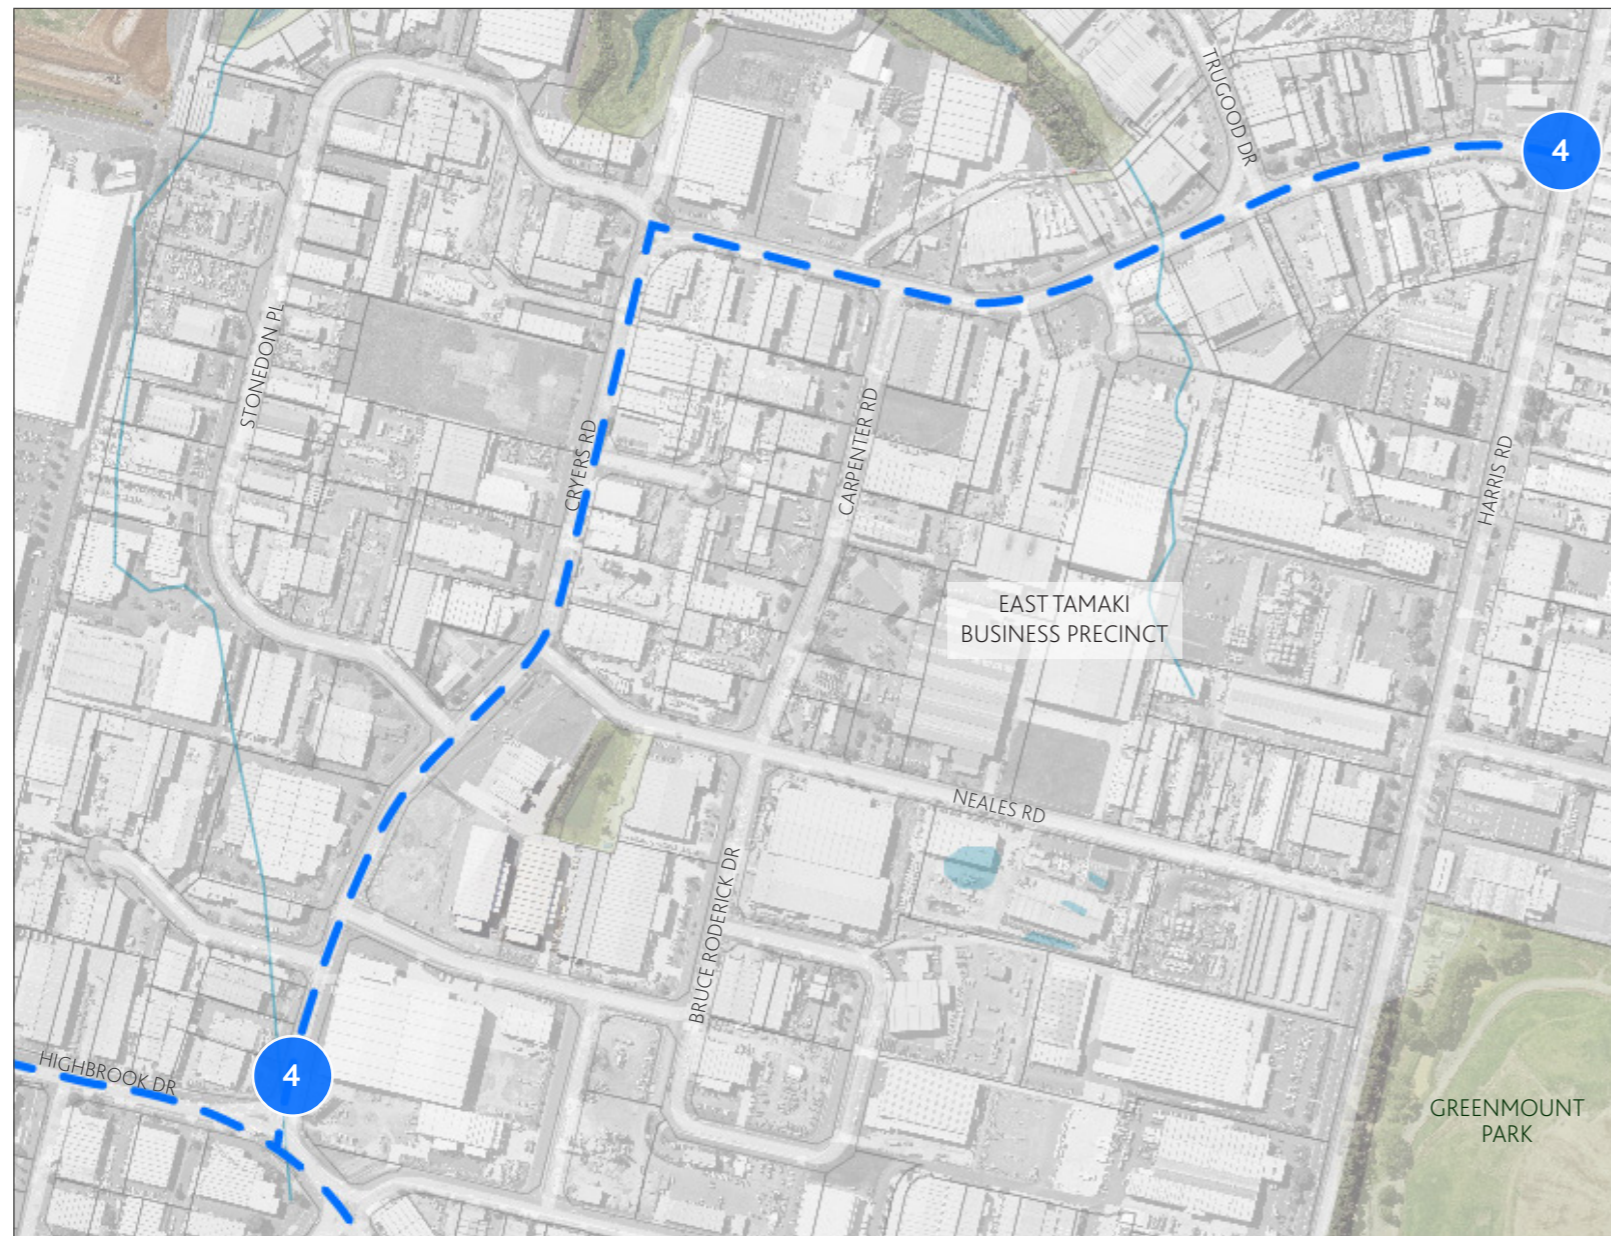 TRUGOOD DR
4
STONEDON PL
CRYERS RD
CARPENTER RD
HARRIS RD
EAST TAMAKI
BUSINESS PRECINCT
NEALES RD
BRUCE RODERICK DR
HIGHBROOK DR
4
GREENMOUNT
PARK